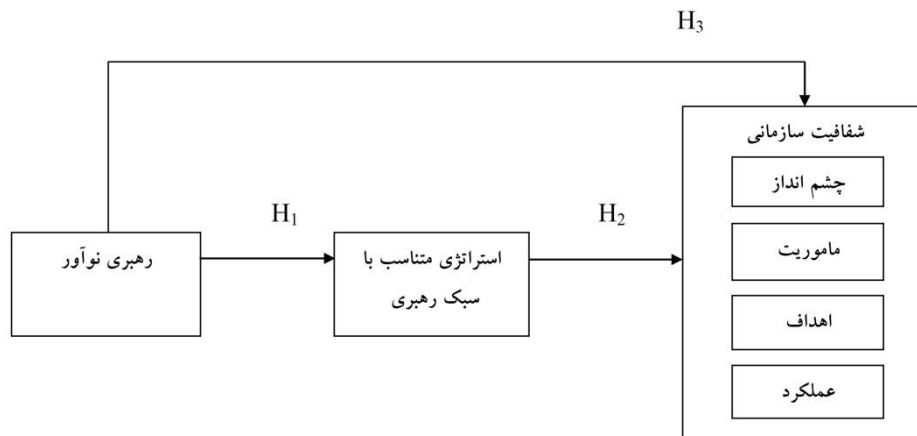 H3
شفافیت سازمانی
چشم انداز
H1
H2
رهبری نوآور
استراتژی متناسب با
سبک رهبری
ماموریت
اهداف
عملکرد